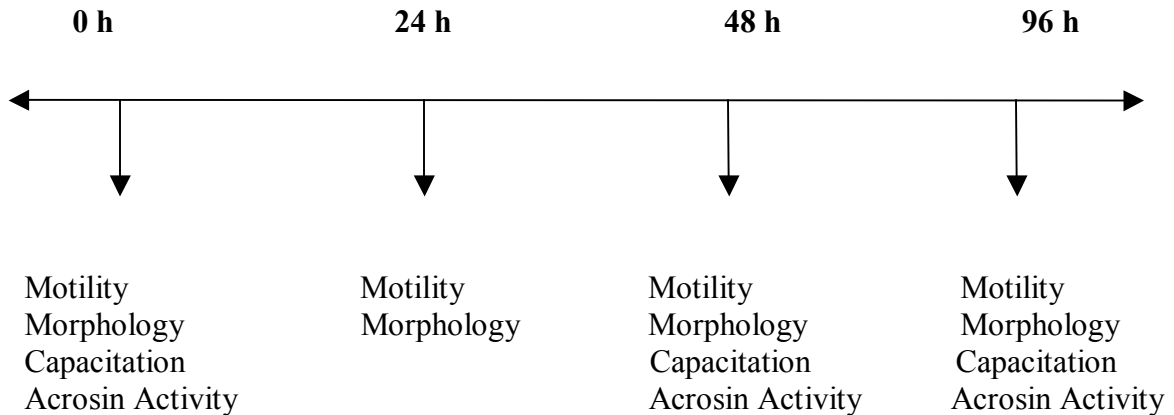 0 h 24 h 48 h 96 h
Motility Motility Motility Motility
Morphology Morphology Morphology Morphology
Capacitation Capacitation Capacitation
Acrosin Activity Acrosin Activity Acrosin Activity